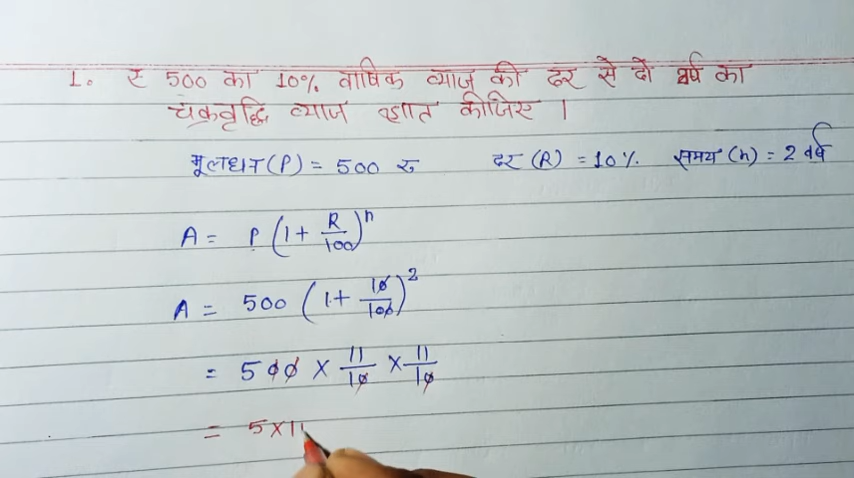 1. ₹ 500 का 10% वार्षिक व्याज की दर से दो वर्ष का
चक्रवृद्धि व्याज ज्ञात कीजिए ।
मूलधन (P) = 500 रु दर (R) = 10% समय (n) = 2 वर्ष
A = P (1 + R/100)^n
A = 500 (1 + 10/100)^2
= 500 × 11/10 × 11/10
= 5×11